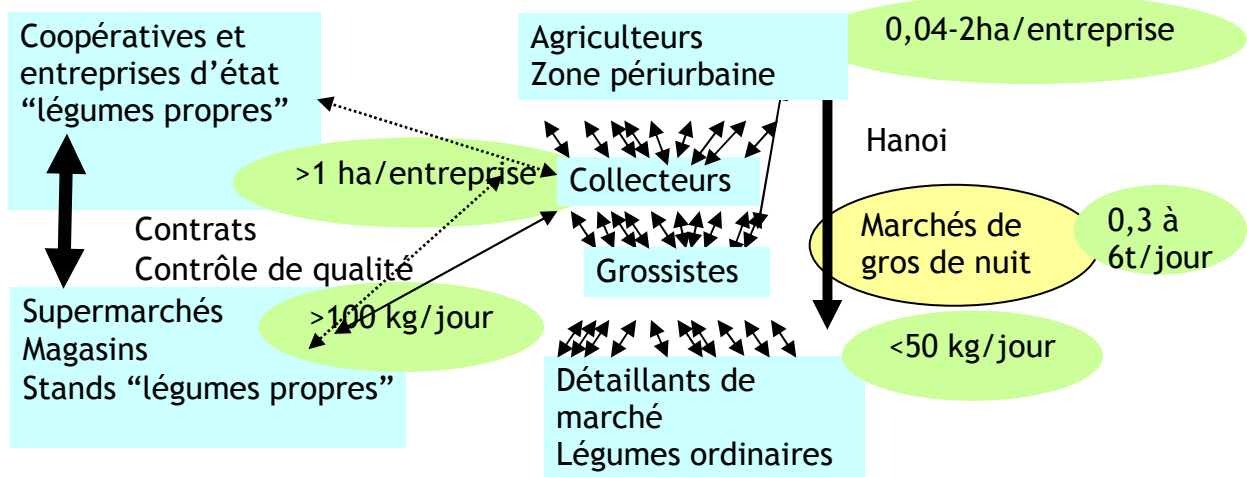 Coopératives et
entreprises d’état
“légumes propres”
Agriculteurs
Zone périurbaine
0,04-2ha/entreprise
Hanoi
>1 ha/entreprise
Collecteurs
Contrats
Contrôle de qualité
Grossistes
Marchés de
gros de nuit
0,3 à
6t/jour
Supermarchés
Magasins
Stands “légumes propres”
>100 kg/jour
<50 kg/jour
Détaillants de
marché
Légumes ordinaires